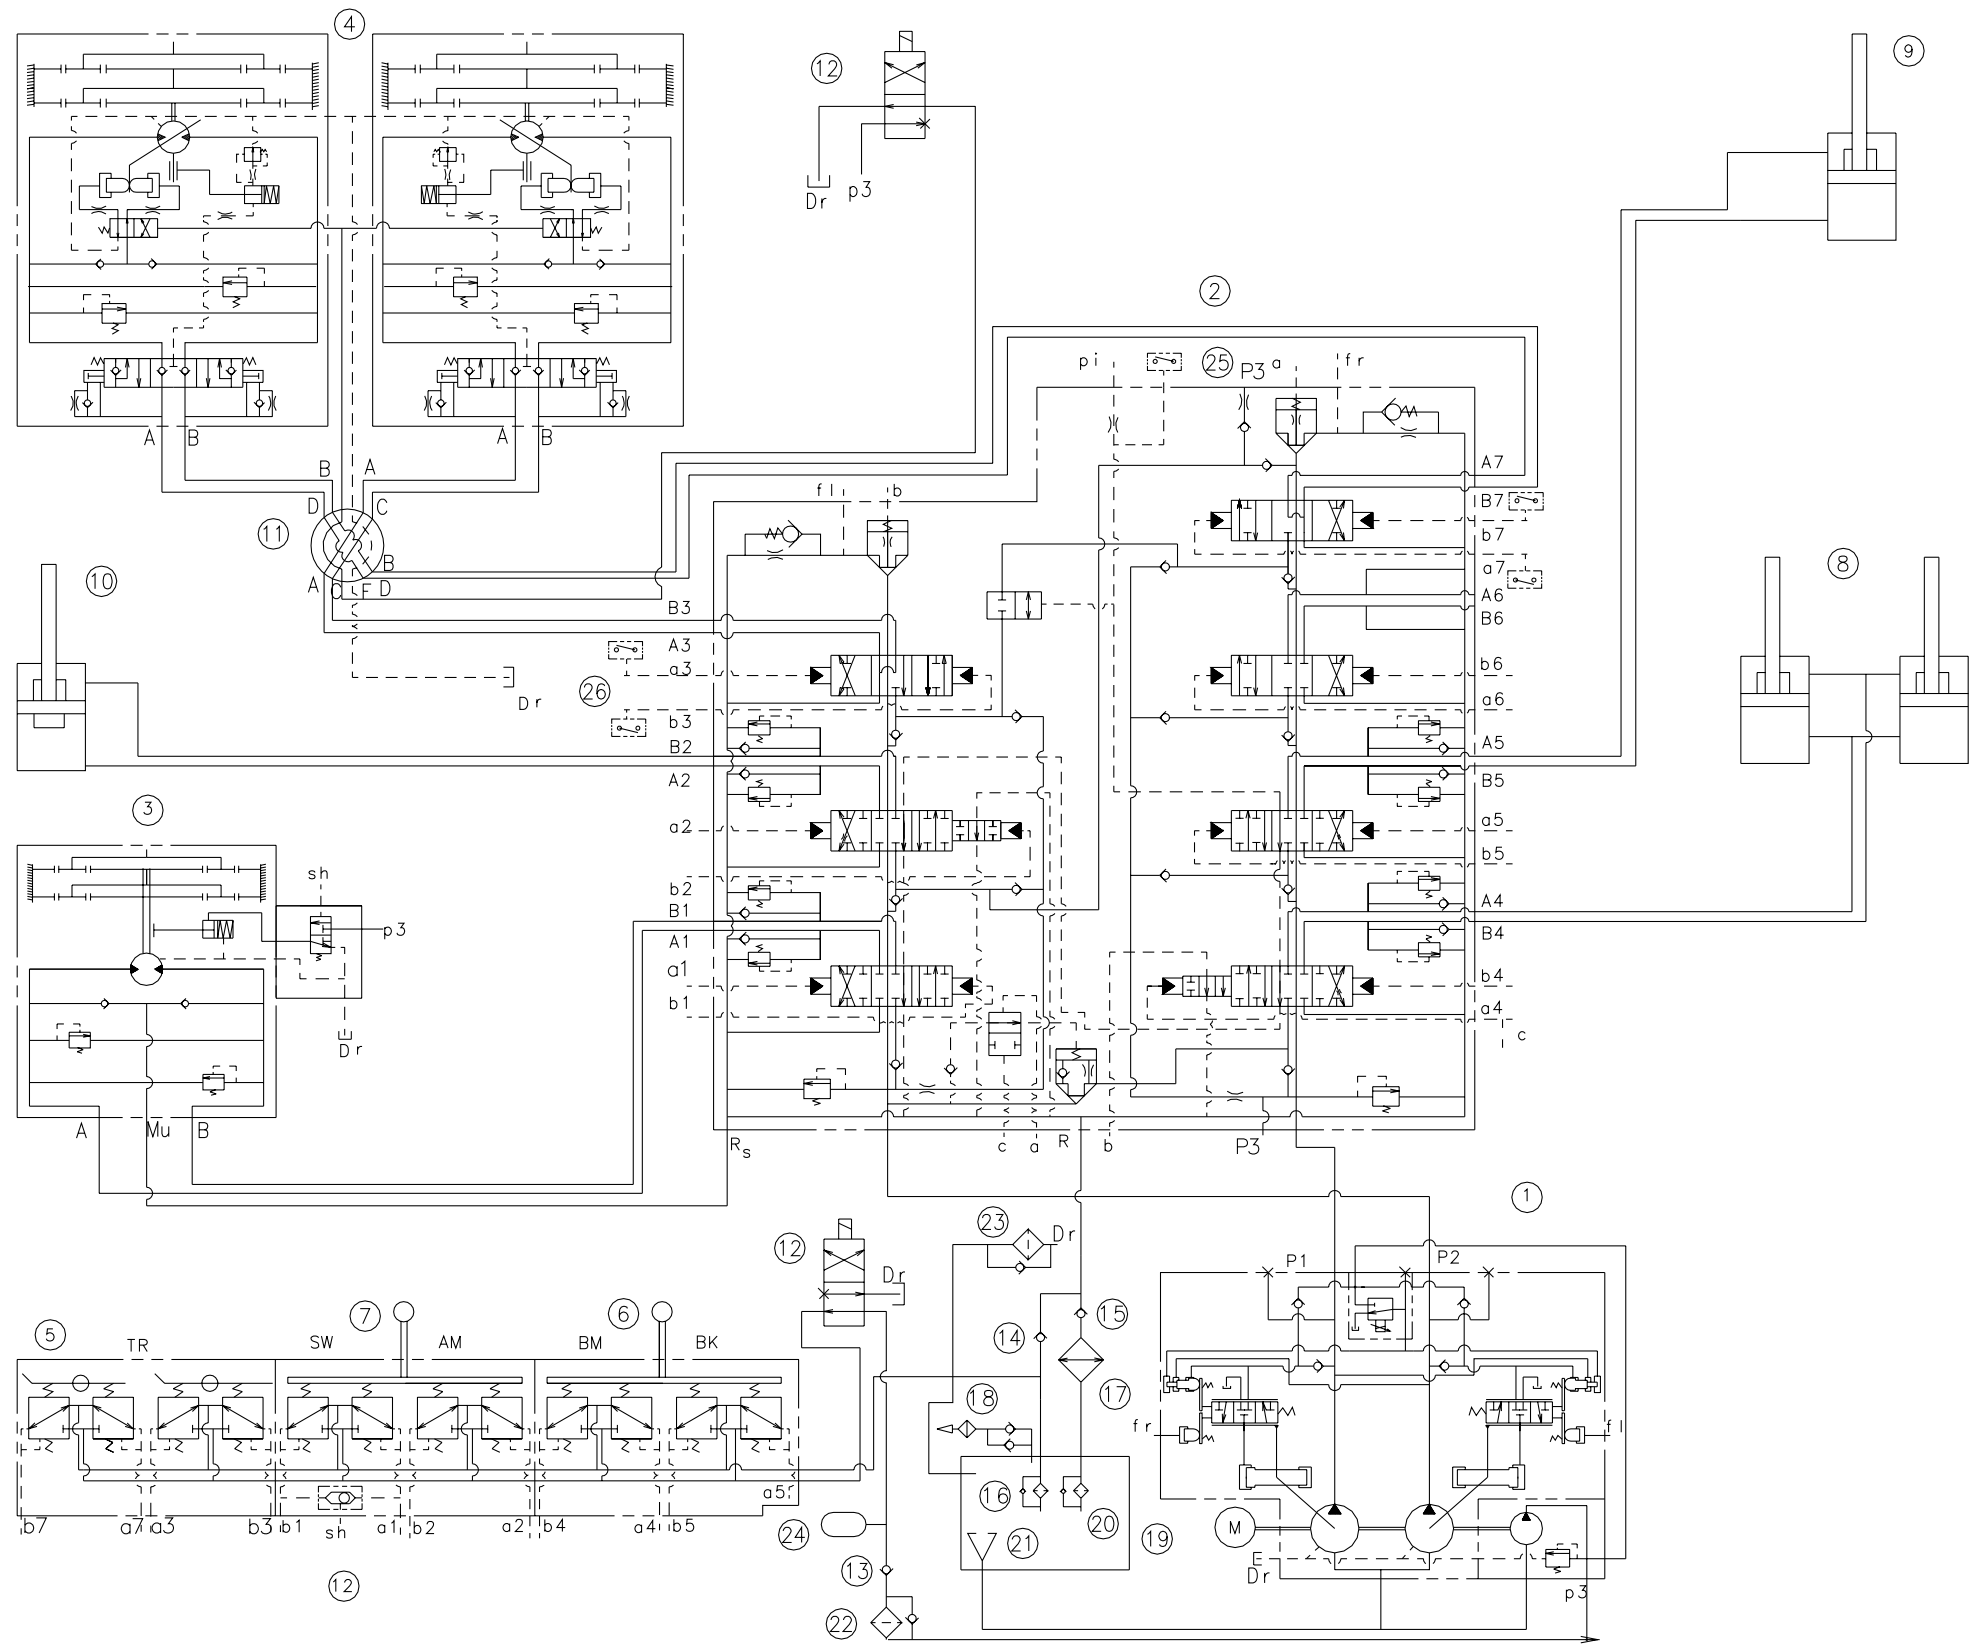 4
9
12
Dr
p3
2
pi
25
P3
a
fr
A
B
A
B
B
A
D
C
11
B
A
C
F
D
fl
b
A7
B7
b7
a7
8
10
B3
A6
B6
A3
a3
26
Dr
b6
a6
b3
B2
A5
A2
B5
3
a2
a5
b5
sh
b2
B1
A4
p3
A1
B4
a1
b4
b1
a4
c
Dr
A
Mu
B
Rs
c
a
R
b
P3
1
23
Dr
12
Dr
P1
P2
7
6
15
5
TR
SW
AM
BM
BK
14
18
17
fr
fl
16
a5
20
b7
a7
a3
b3
b1
sh
a1
b2
a2
b4
a4
b5
24
21
19
M
E
Dr
12
13
p3
22